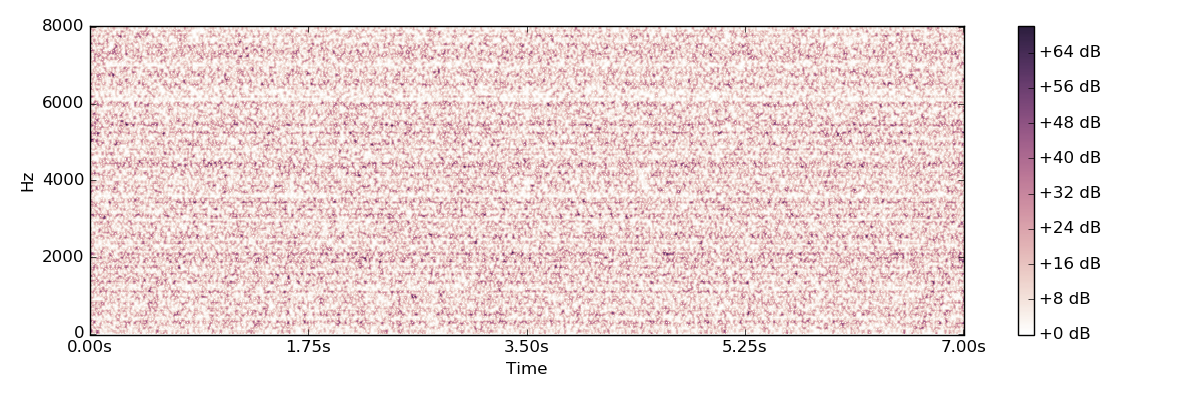 8000
6000
4000
2000
0
Hz
0.00s 1.75s 3.50s 5.25s 7.00s
Time
+64 dB
+56 dB
+48 dB
+40 dB
+32 dB
+24 dB
+16 dB
+8 dB
+0 dB